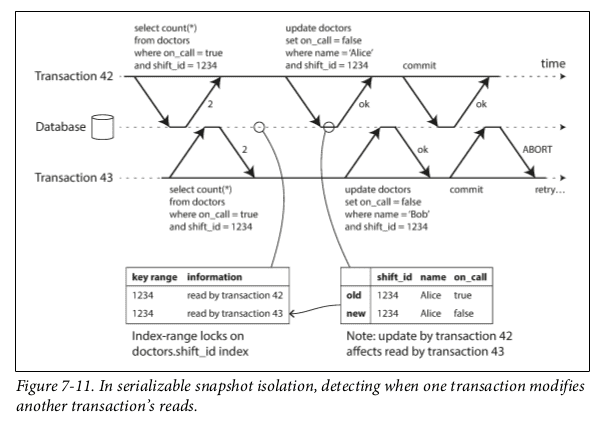 select count(*)
from doctors
where on_call = true
and shift_id = 1234
update doctors
set on_call = false
where name = 'Alice'
and shift_id = 1234
commit
time
Transaction 42
2
ok
ok
Database
2
ok
ABORT
Transaction 43
select count(*)
from doctors
where on_call = true
and shift_id = 1234
update doctors
set on_call = false
where name = 'Bob'
and shift_id = 1234
commit
retry...
key range information
1234 read by transaction 42
1234 read by transaction 43
Index-range locks on
doctors.shift_id index
shift_id name on_call
old 1234 Alice true
new 1234 Alice false
Note: update by transaction 42
affects read by transaction 43
Figure 7-11. In serializable snapshot isolation, detecting when one transaction modifies
another transaction's reads.